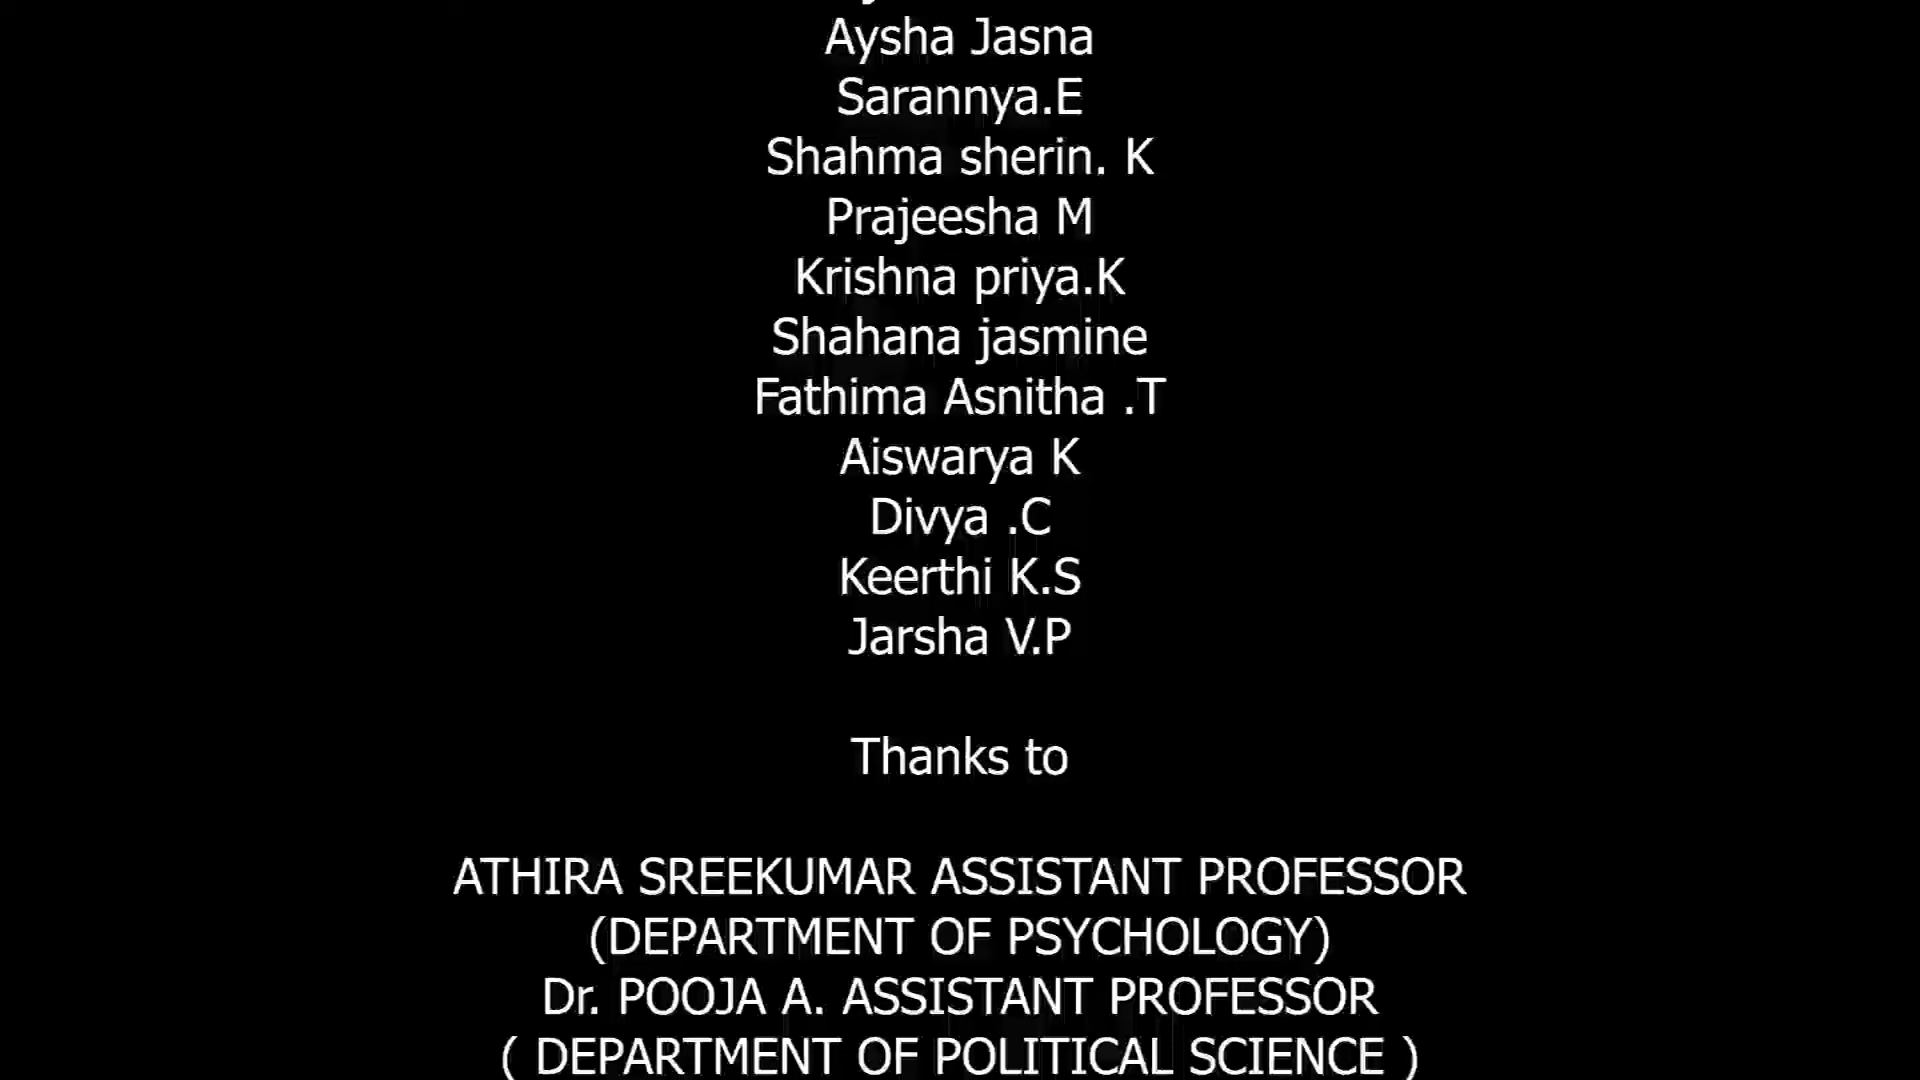 Aysha Jasna
Sarannya.E
Shahma sherin. K
Prajeesha M
Krishna priya.K
Shahana jasmine
Fathima Asnitha .T
Aiswarya K
Divya .C
Keerthi K.S
Jarsha V.P
Thanks to
ATHIRA SREEKUMAR ASSISTANT PROFESSOR
(DEPARTMENT OF PSYCHOLOGY)
Dr. POOJA A. ASSISTANT PROFESSOR
( DEPARTMENT OF POLITICAL SCIENCE )